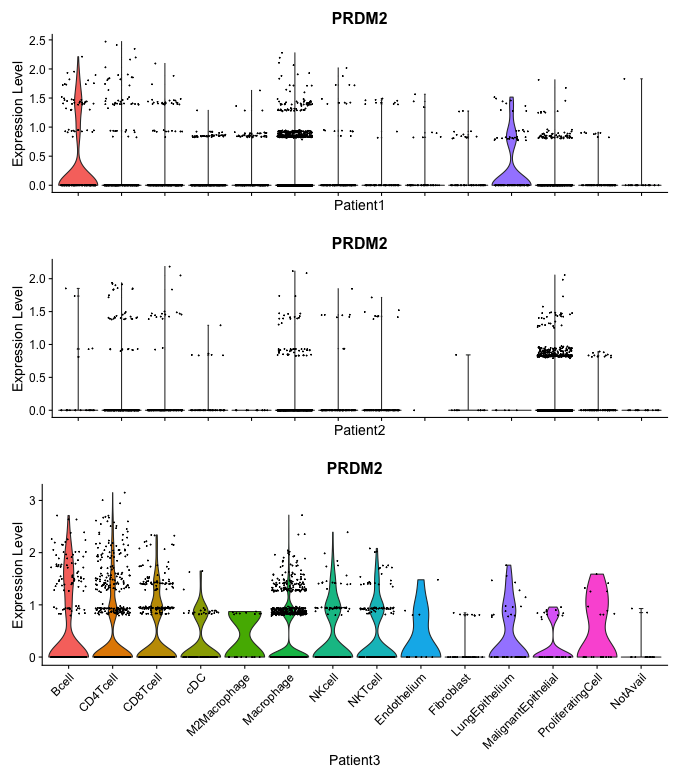 PRDM2
Expression Level
2.5
2.0
1.5
1.0
0.5
0.0
Patient1
PRDM2
Expression Level
2.0
1.5
1.0
0.5
0.0
Patient2
PRDM2
Expression Level
3
2
1
0
Bcell
CD4Tcell
CD8Tcell
cDC
M2Macrophage
Macrophage
NKcell
NKTcell
Endothelium
Fibroblast
LungEpithelium
MalignantEpithelial
ProliferatingCell
NotAvail
Patient3